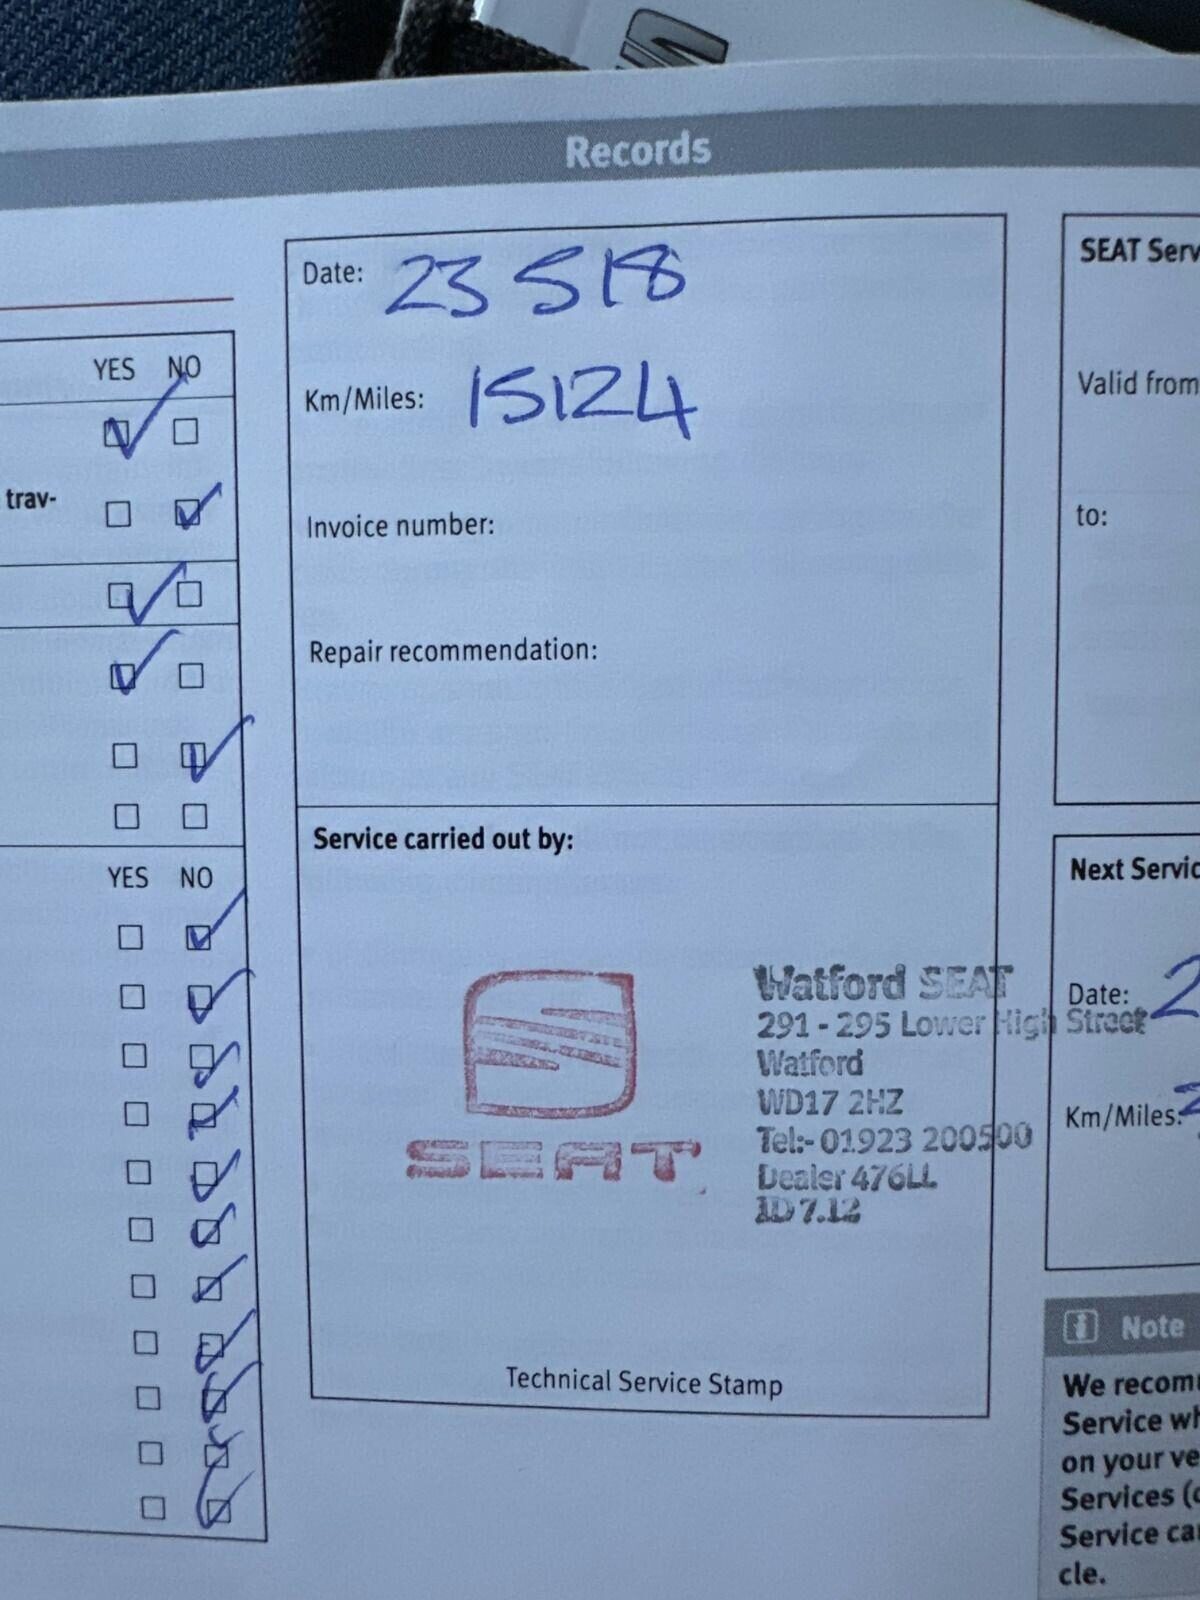 Records
YES NO
trav-
YES NO
Date: 23 5 18
Km/Miles: 15124
Invoice number:
Repair recommendation:
Service carried out by:
SEAT
Watford SEAT
291 - 295 Lower High Street
Watford
WD17 2HZ
Tel:- 01923 200500
Dealer 476LL
ID 7.12
Technical Service Stamp
SEAT Serv
Valid from
to:
Next Servic
Date: 2
Km/Miles:
Note
We recom
Service wh
on your ve
Services (
Service ca
cle.